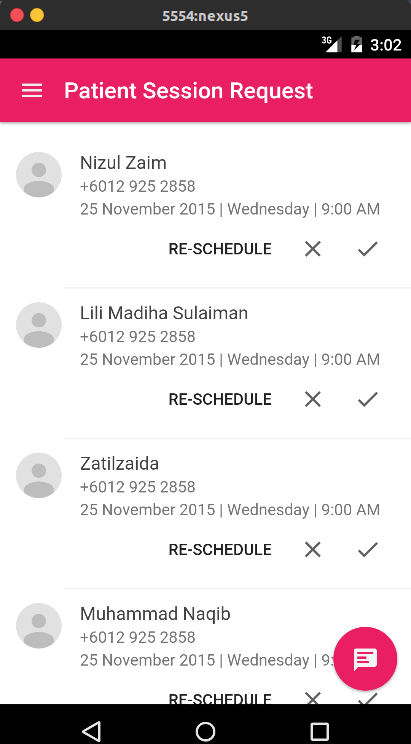 5554:nexus5
3G 3:02
Patient Session Request
Nizul Zaim
+6012 925 2858
25 November 2015 | Wednesday | 9:00 AM
RE-SCHEDULE
Lili Madiha Sulaiman
+6012 925 2858
25 November 2015 | Wednesday | 9:00 AM
RE-SCHEDULE
Zatilzaida
+6012 925 2858
25 November 2015 | Wednesday | 9:00 AM
RE-SCHEDULE
Muhammad Naqib
+6012 925 2858
25 November 2015 | Wednesday | 9:
RE-SCHEDULE